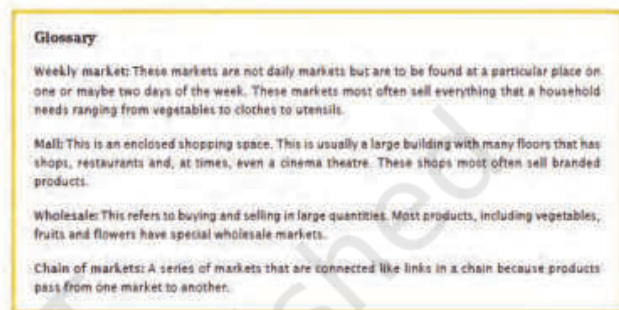 Glossary
Weekly market: These markets are not daily markets but are to be found at a particular place on
one or maybe two days of the week. These markets most often sell everything that a household
needs ranging from vegetables to clothes to utensils.
Mall: This is an enclosed shopping space. This is usually a large building with many floors that has
shops, restaurants and, at times, even a cinema theatre. These shops most often sell branded
products.
Wholesale: This refers to buying and selling in large quantities. Most products, including vegetables,
fruits and flowers have special wholesale markets.
Chain of markets: A series of markets that are connected like links in a chain because products
pass from one market to another.